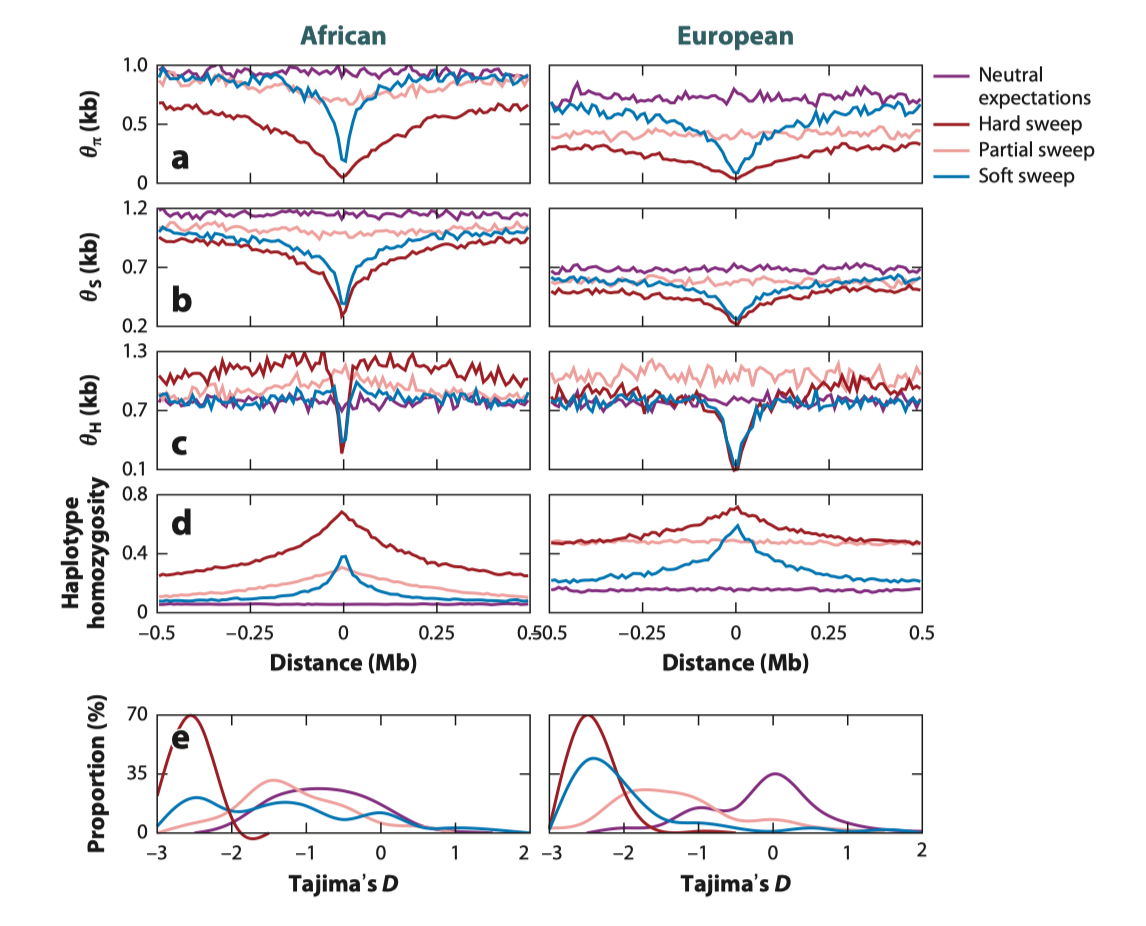 African
European
1.0
0.5
0
θπ (kb)
a
Neutral
expectations
Hard sweep
Partial sweep
Soft sweep
1.2
0.7
0.2
θS (kb)
b
1.3
0.7
0.1
θH (kb)
c
0.8
0.4
0
Haplotype
homozygosity
d
−0.5 −0.25 0 0.25 0.5
−0.5 −0.25 0 0.25 0.5
Distance (Mb)
Distance (Mb)
70
35
0
Proportion (%)
e
−3 −2 −1 0 1 2
−3 −2 −1 0 1 2
Tajima's D
Tajima's D